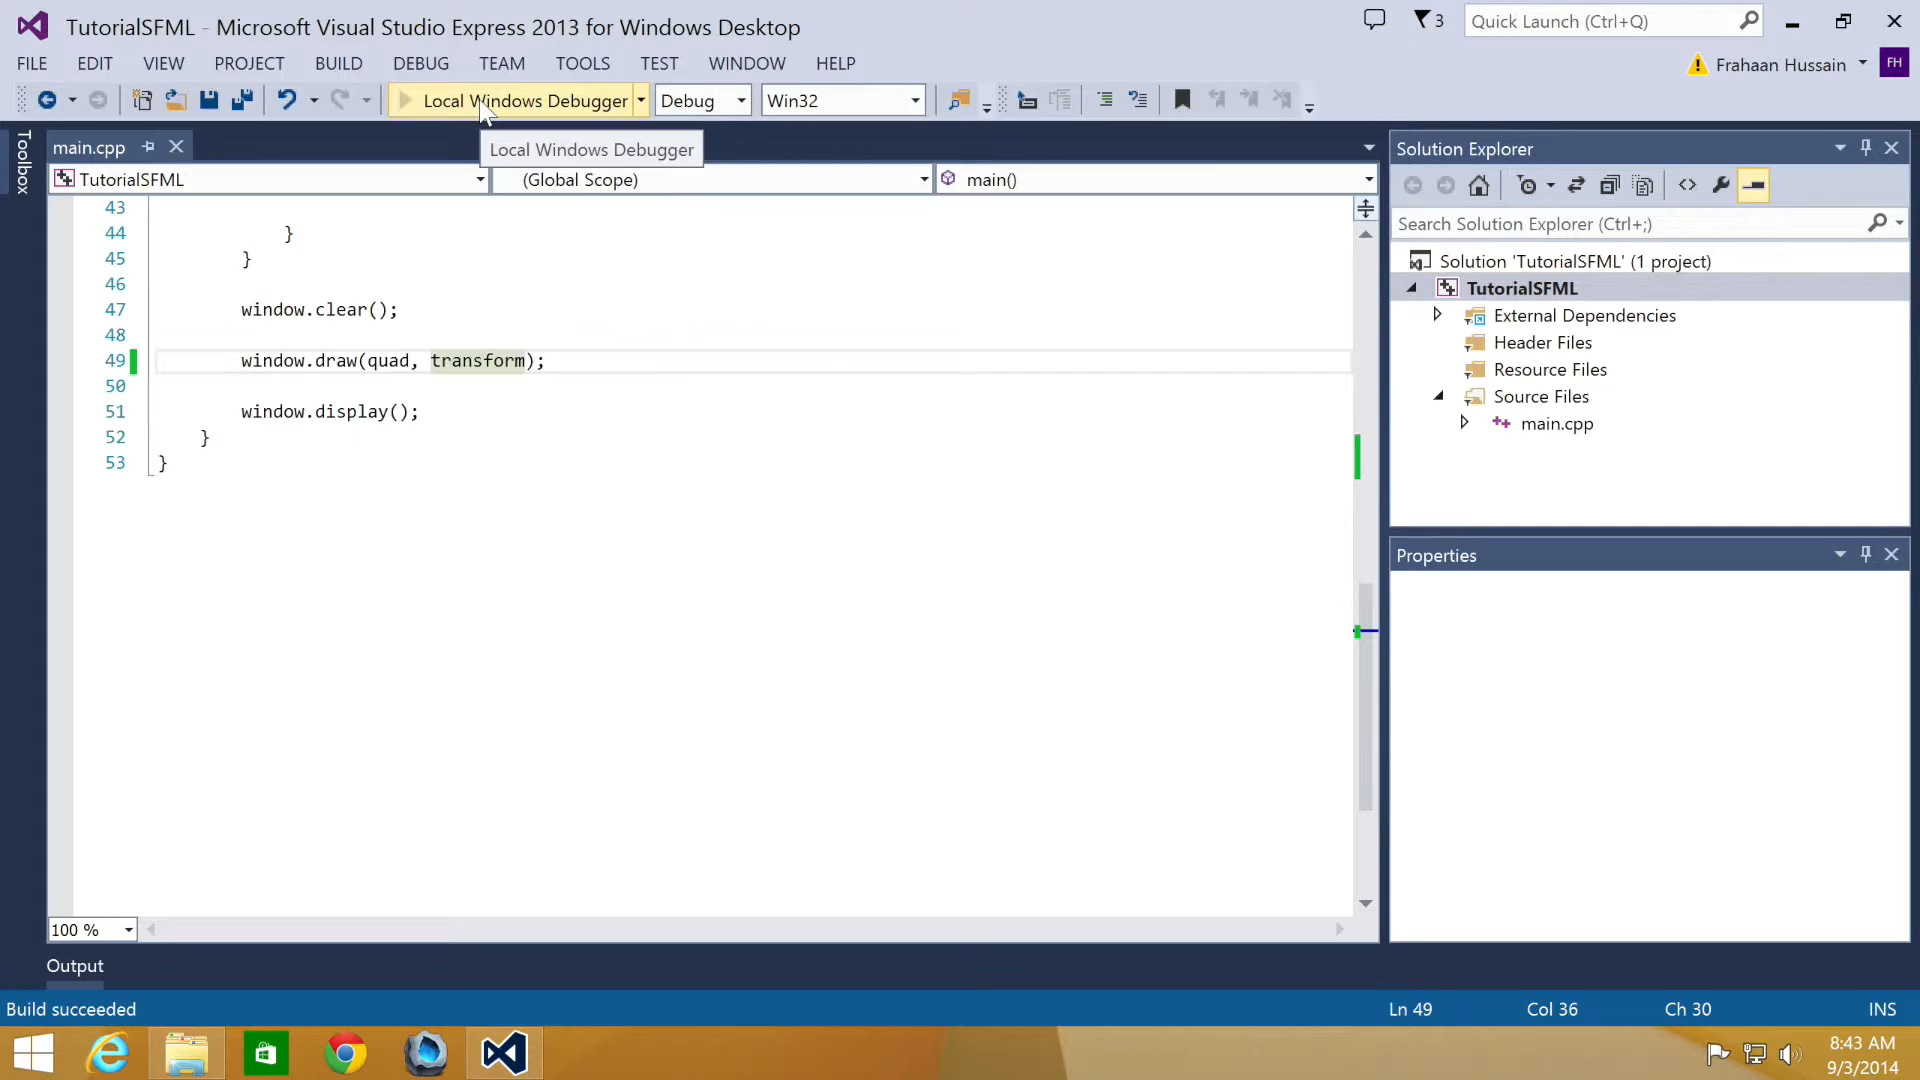 TutorialSFML - Microsoft Visual Studio Express 2013 for Windows Desktop
3
Quick Launch (Ctrl+Q)
FILE EDIT VIEW PROJECT BUILD DEBUG TEAM TOOLS TEST WINDOW HELP
Frahaan Hussain
FH
Local Windows Debugger
Debug
Win32
Toolbox
main.cpp
Local Windows Debugger
TutorialSFML
(Global Scope)
main()
43
44 }
45 }
46
47 window.clear();
48
49 window.draw(quad, transform);
50
51 window.display();
52 }
53 }
100 %
Solution Explorer
Search Solution Explorer (Ctrl+;)
Solution 'TutorialSFML' (1 project)
TutorialSFML
External Dependencies
Header Files
Resource Files
Source Files
main.cpp
Properties
Output
Build succeeded
Ln 49
Col 36
Ch 30
INS
8:43 AM
9/3/2014